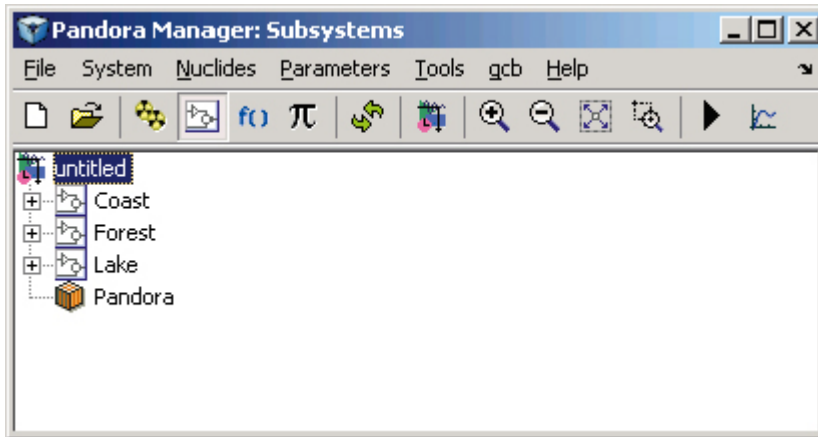 Pandora Manager: Subsystems
File System Nuclides Parameters Tools gcb Help
f() π
untitled
Coast
Forest
Lake
Pandora